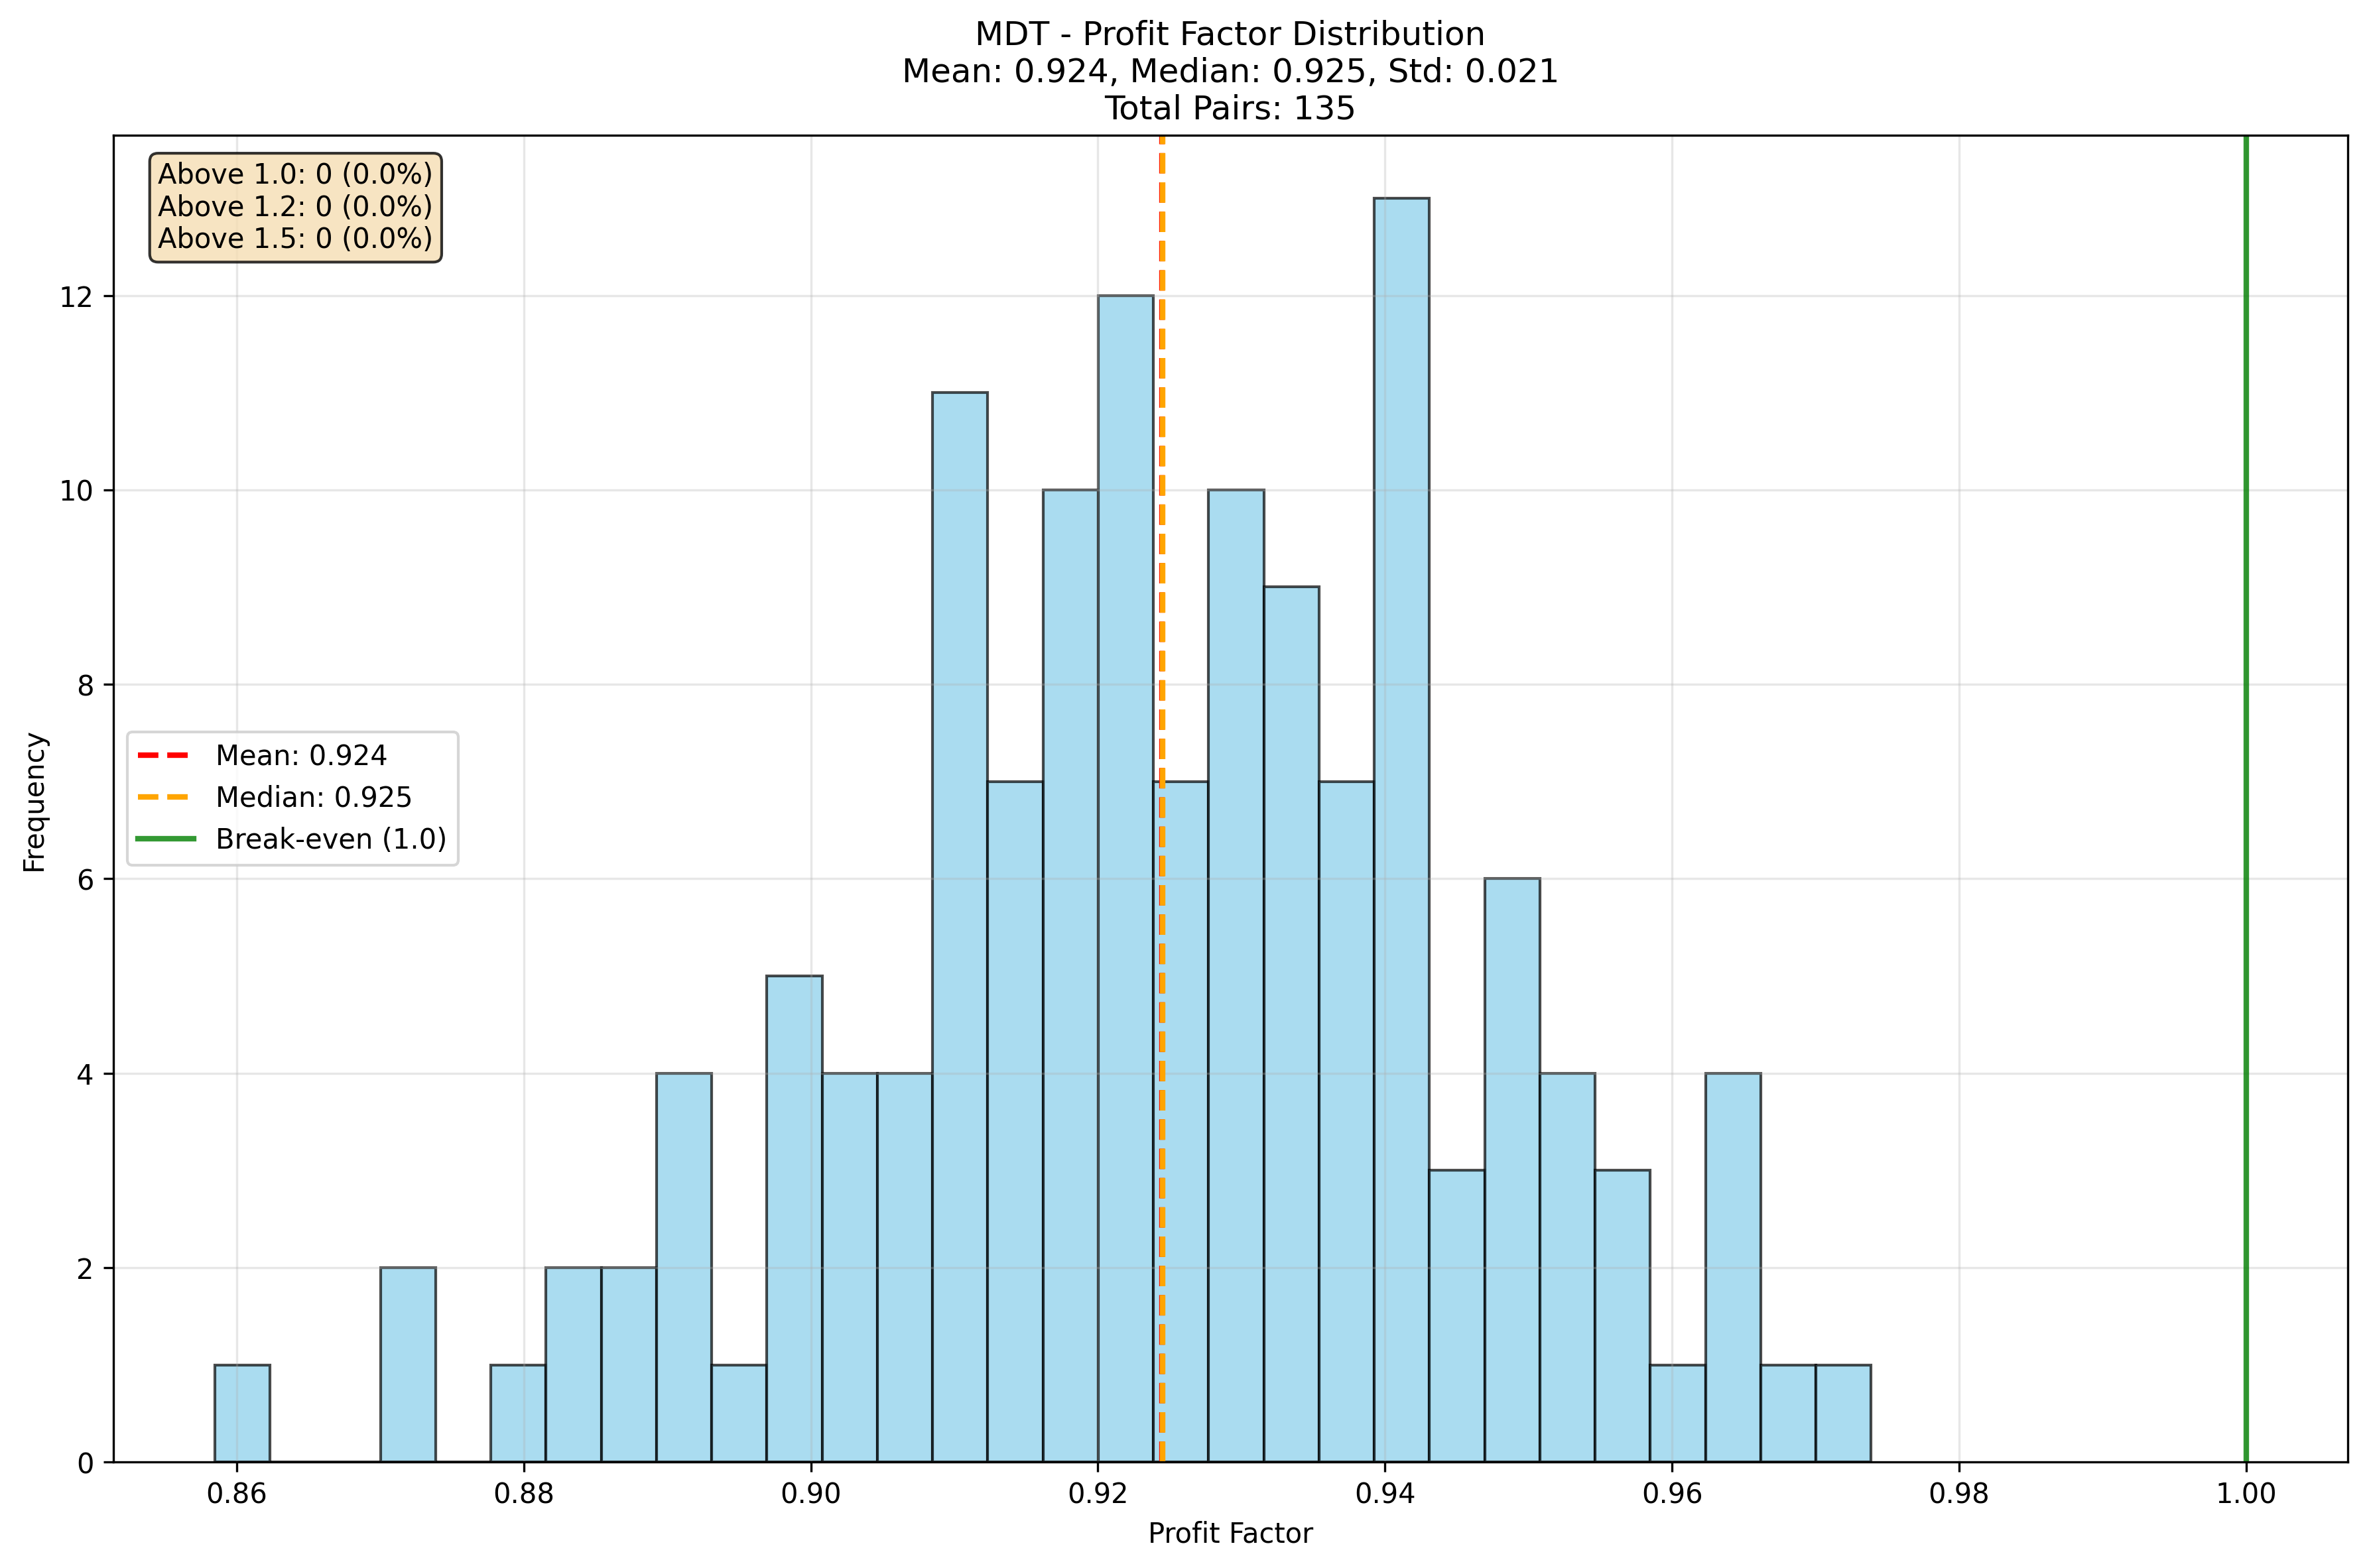 MDT - Profit Factor Distribution
Mean: 0.924, Median: 0.925, Std: 0.021
Total Pairs: 135
Above 1.0: 0 (0.0%)
Above 1.2: 0 (0.0%)
Above 1.5: 0 (0.0%)
12
10
8
6
4
2
0
Frequency
Mean: 0.924
Median: 0.925
Break-even (1.0)
0.86 0.88 0.90 0.92 0.94 0.96 0.98 1.00
Profit Factor